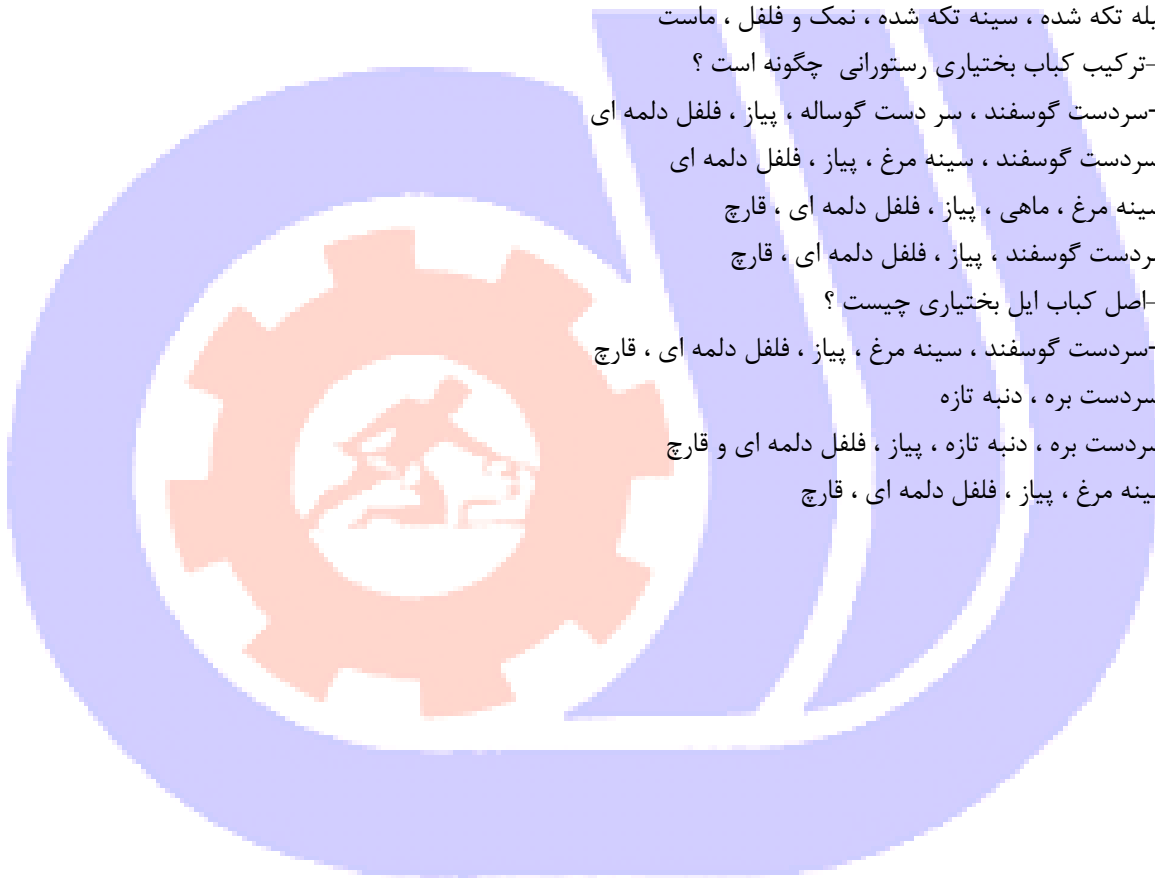 تکه شده ، سینه تکه شده ، نمک و فلفل ، ماست
-ترکیب کباب بختیاری رستورانی چگونه است ؟
-سردست گوسفند ، سر دست گوساله ، پیاز ، فلفل دلمه ای
سردست گوسفند ، سینه مرغ ، پیاز ، فلفل دلمه ای
سینه مرغ ، ماهی ، پیاز ، فلفل دلمه ای ، قارچ
سردست گوسفند ، پیاز ، فلفل دلمه ای ، قارچ
-اصل کباب ایل بختیاری چیست ؟
-سردست گوسفند ، سینه مرغ ، پیاز ، فلفل دلمه ای ، قارچ
سردست بره ، دنبه تازه
سردست بره ، دنبه تازه ، پیاز ، فلفل دلمه ای و قارچ
سینه مرغ ، پیاز ، فلفل دلمه ای ، قارچ